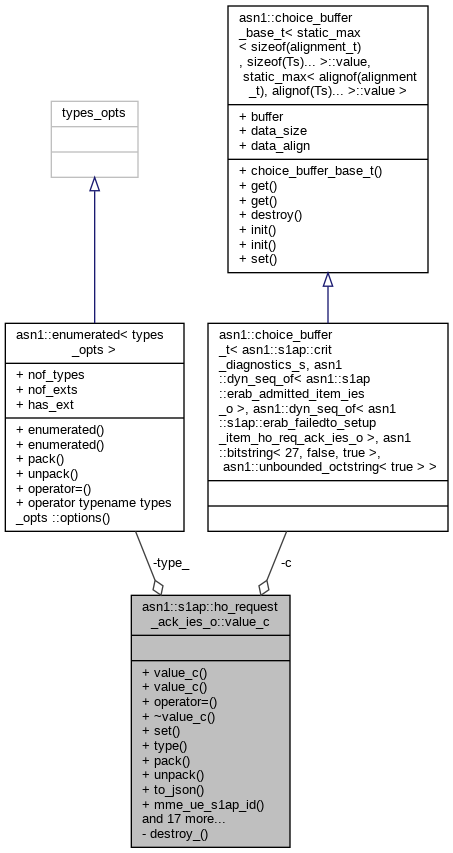 asn1::choice_buffer
_base_t< static_max
< sizeof(alignment_t)
, sizeof(Ts)... >::value,
static_max< alignof(alignment
_t), alignof(Ts)... >::value >
+ buffer
+ data_size
+ data_align
+ choice_buffer_base_t()
+ get()
+ get()
+ destroy()
+ init()
+ init()
+ set()
types_opts
asn1::enumerated< types
_opts >
+ nof_types
+ nof_exts
+ has_ext
+ enumerated()
+ enumerated()
+ pack()
+ unpack()
+ operator=()
+ operator typename types
_opts ::options()
asn1::choice_buffer
_t< asn1::s1ap::crit
_diagnostics_s, asn1
::dyn_seq_of< asn1::s1ap
::erab_admitted_item_ies
_o >, asn1::dyn_seq_of< asn1
::s1ap::erab_failedto_setup
_item_ho_req_ack_ies_o >, asn1
::bitstring< 27, false, true >,
asn1::unbounded_octstring< true > >
-type_
-c
asn1::s1ap::ho_request
_ack_ies_o::value_c
+ value_c()
+ value_c()
+ operator=()
+ ~value_c()
+ set()
+ type()
+ pack()
+ unpack()
+ to_json()
+ mme_ue_s1ap_id()
and 17 more...
- destroy_()